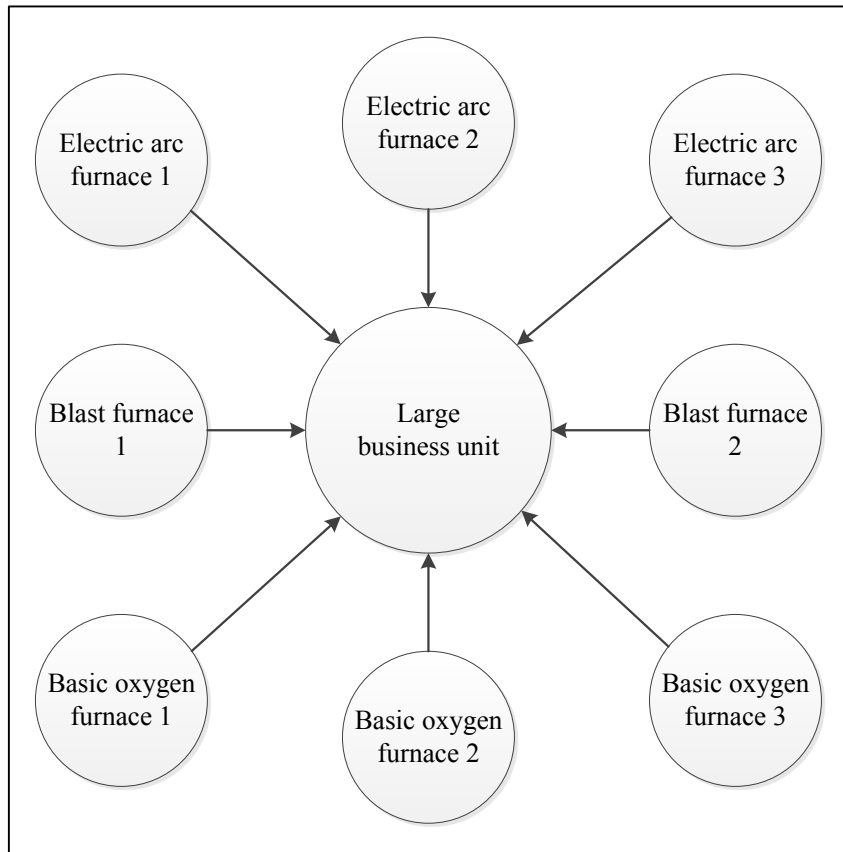 Electric arc
furnace 1
Electric arc
furnace 2
Electric arc
furnace 3
Blast furnace
1
Large
business unit
Blast furnace
2
Basic oxygen
furnace 1
Basic oxygen
furnace 2
Basic oxygen
furnace 3